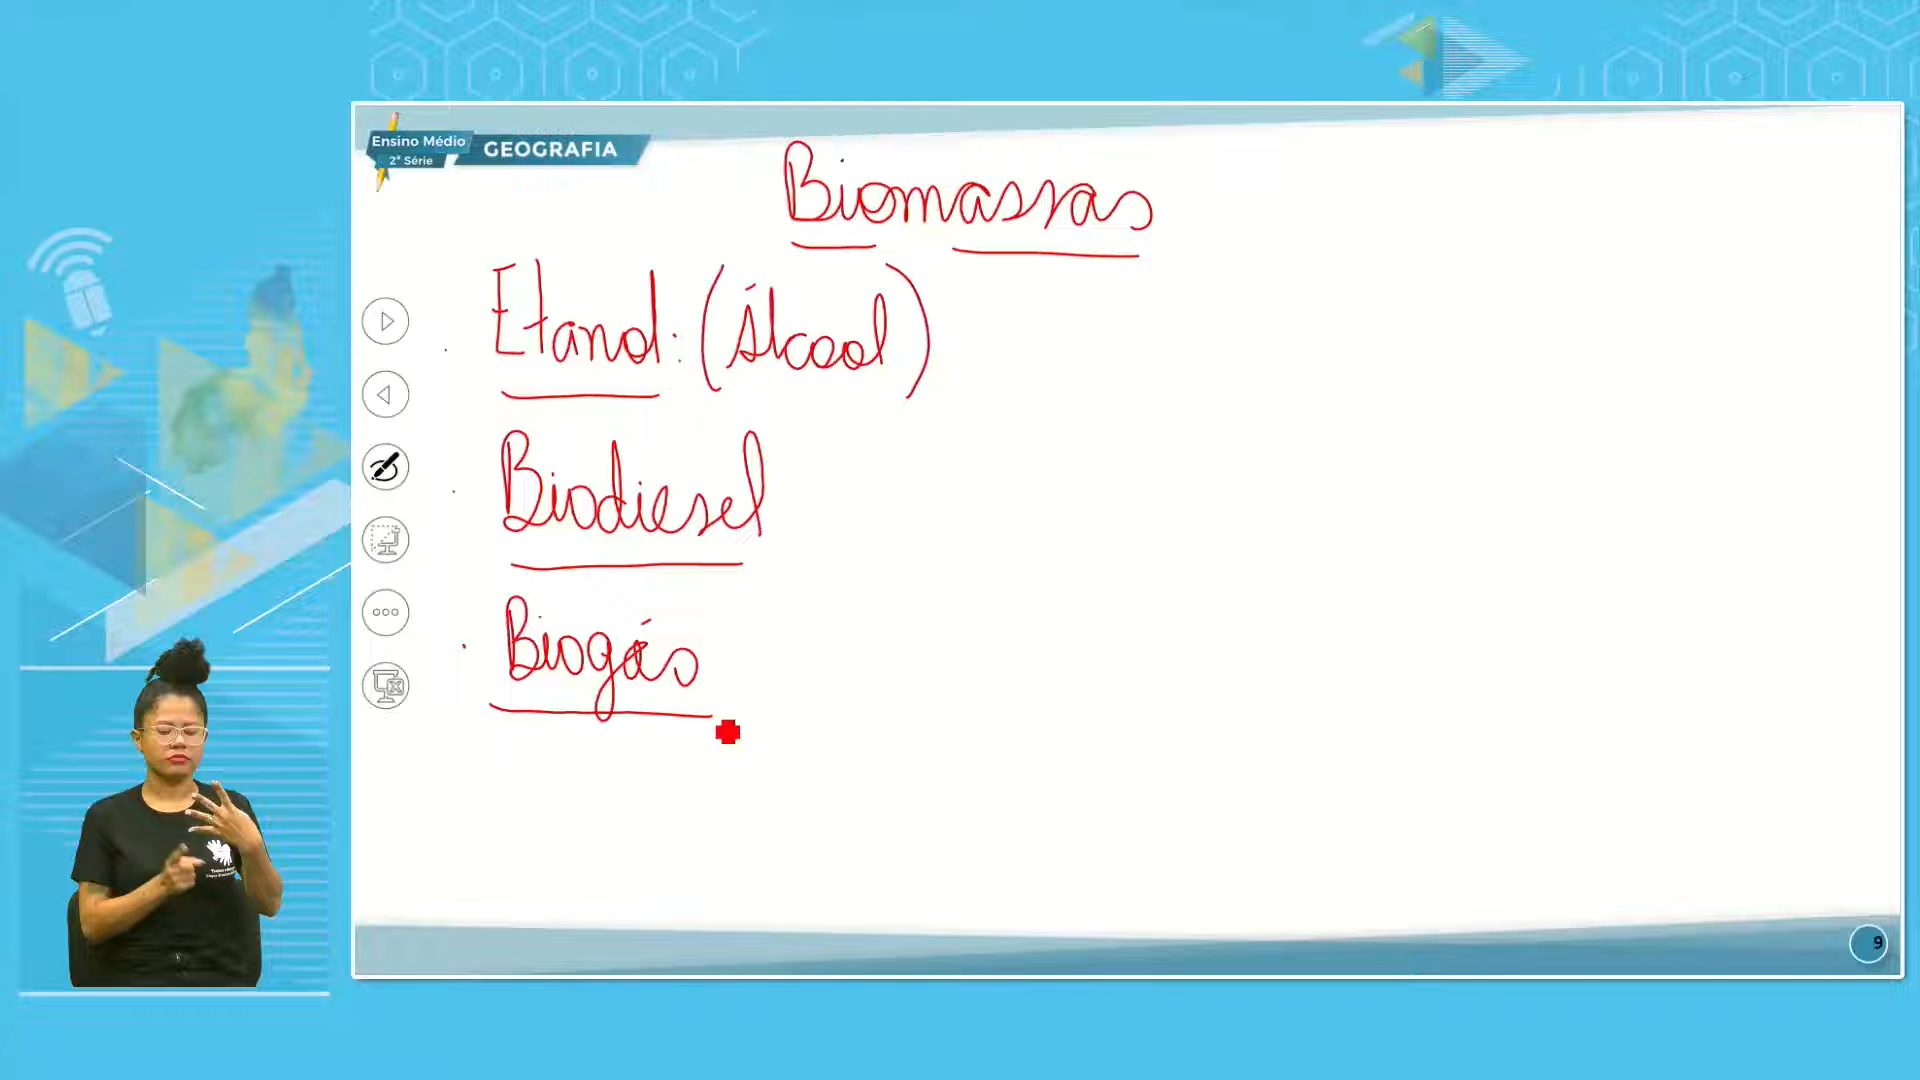 Ensino Médio
2ª Série
GEOGRAFIA
Biomassas
Etanol: (Álcool)
Biodiesel
Biogás
9